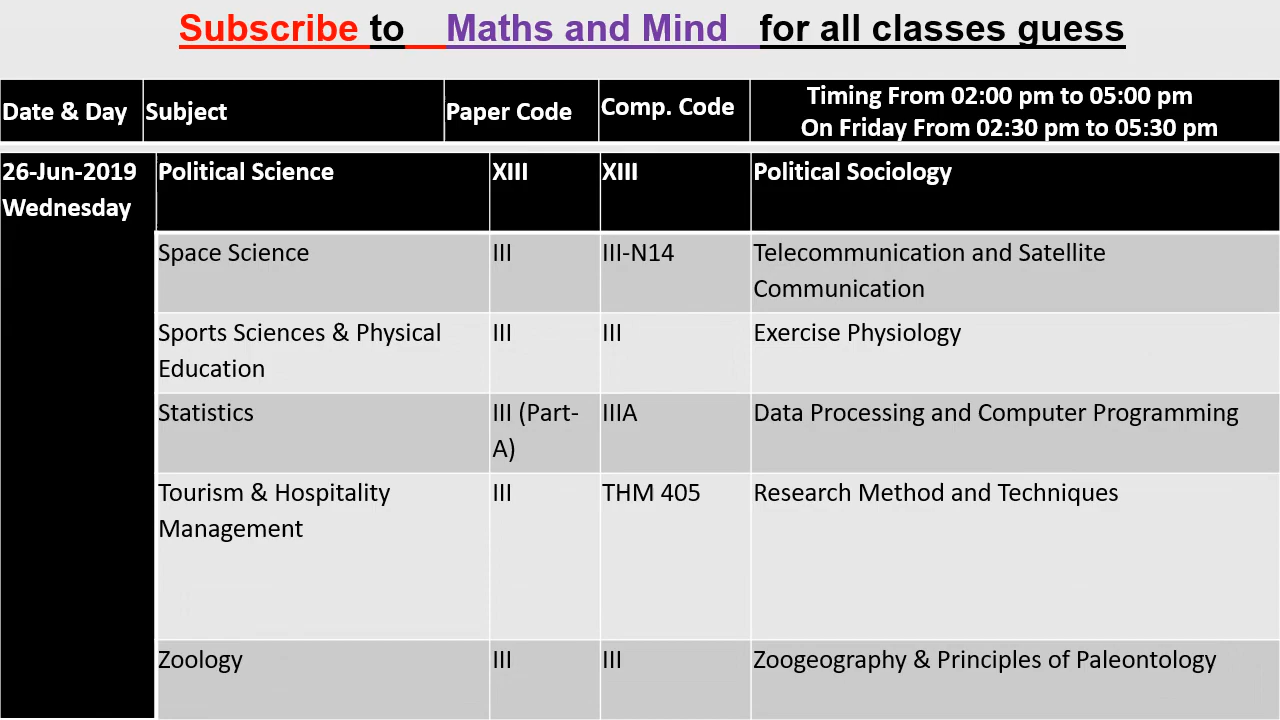 Subscribe to Maths and Mind for all classes guess
Date & Day Subject Paper Code Comp. Code Timing From 02:00 pm to 05:00 pm
On Friday From 02:30 pm to 05:30 pm
26-Jun-2019 Political Science XIII XIII Political Sociology
Wednesday
Space Science III III-N14 Telecommunication and Satellite
Communication
Sports Sciences & Physical III III Exercise Physiology
Education
Statistics III (Part- IIIA Data Processing and Computer Programming
A)
Tourism & Hospitality III THM 405 Research Method and Techniques
Management
Zoology III III Zoogeography & Principles of Paleontology